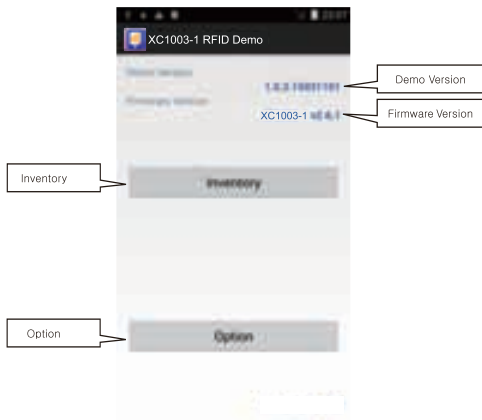 XC1003-1 RFID Demo
Demo Version
Firmware Version
XC1003-1
Inventory
Inventory
Option
Option